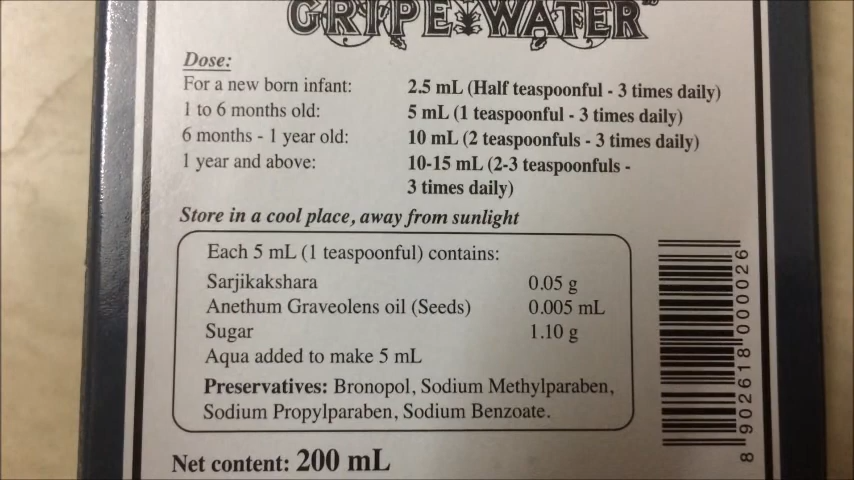 GRIPE WATER
Dose:
For a new born infant: 2.5 mL (Half teaspoonful - 3 times daily)
1 to 6 months old: 5 mL (1 teaspoonful - 3 times daily)
6 months - 1 year old: 10 mL (2 teaspoonfuls - 3 times daily)
1 year and above: 10-15 mL (2-3 teaspoonfuls -
3 times daily)
Store in a cool place, away from sunlight
Each 5 mL (1 teaspoonful) contains:
Sarjikakshara 0.05 g
Anethum Graveolens oil (Seeds) 0.005 mL
Sugar 1.10 g
Aqua added to make 5 mL
Preservatives: Bronopol, Sodium Methylparaben,
Sodium Propylparaben, Sodium Benzoate.
Net content: 200 mL
8 902618 000026